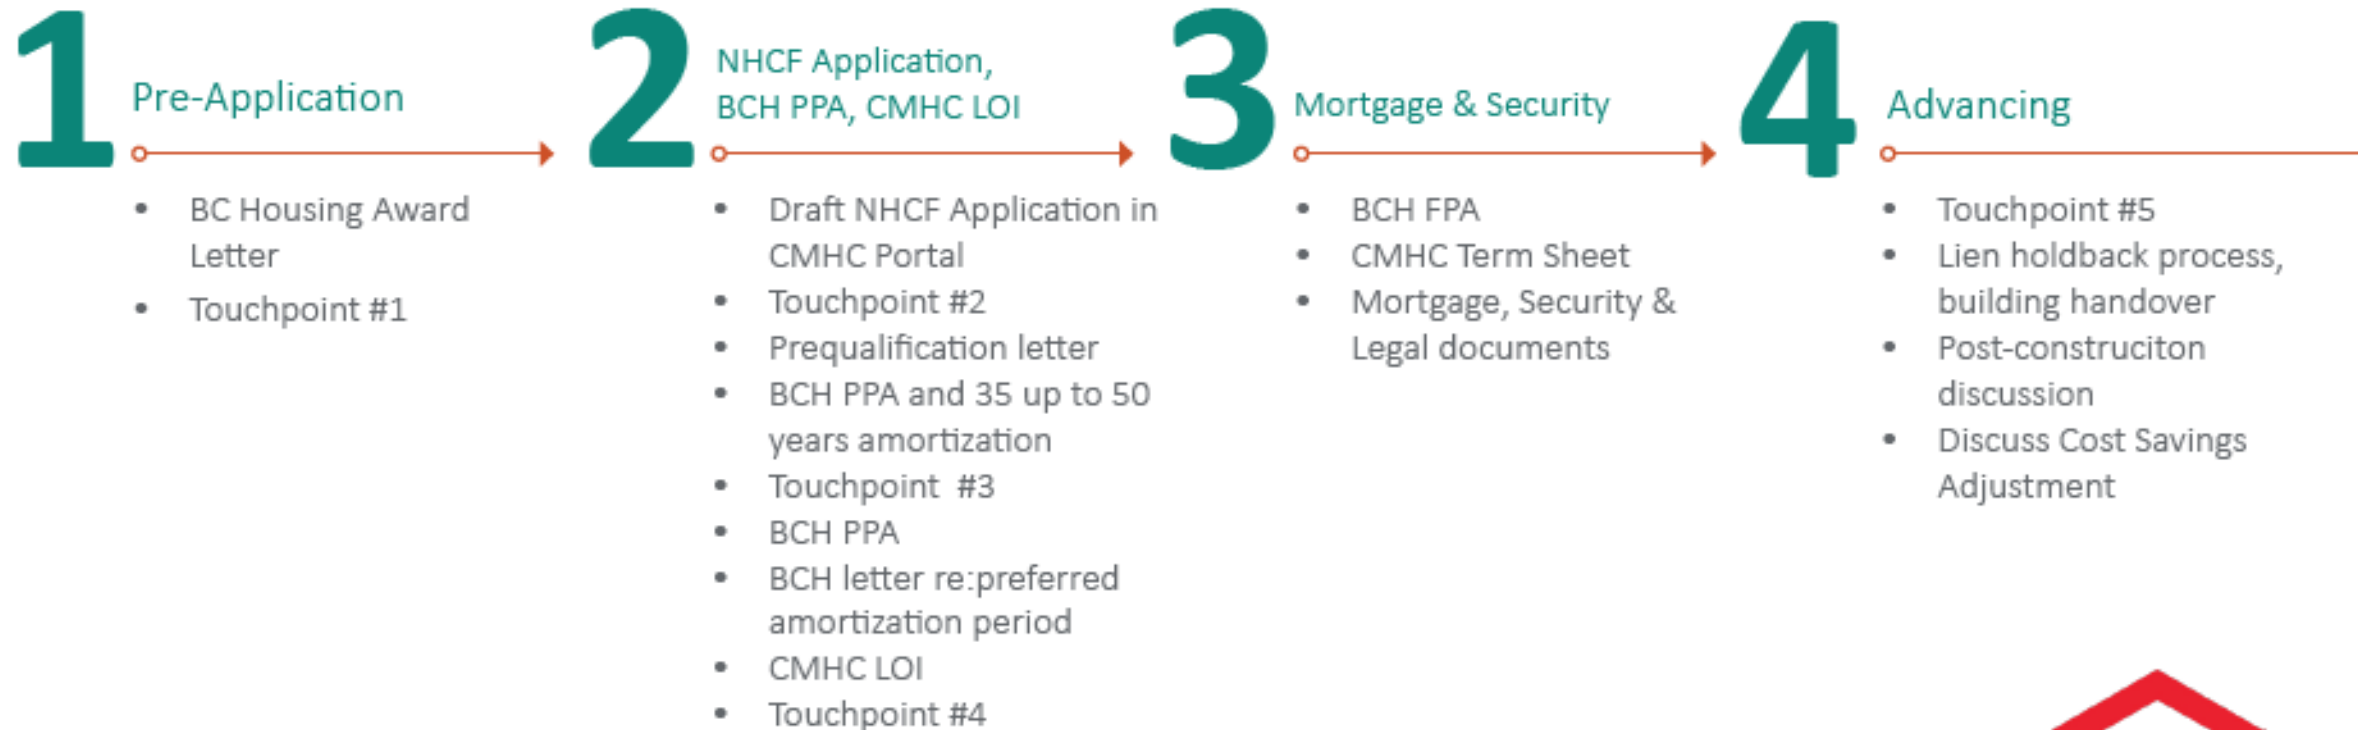 1
Pre-Application
• BC Housing Award
Letter
• Touchpoint #1
2
NHCF Application,
BCH PPA, CMHC LOI
• Draft NHCF Application in
CMHC Portal
• Touchpoint #2
• Prequalification letter
• BCH PPA and 35 up to 50
years amortization
• Touchpoint  #3
• BCH PPA
• BCH letter re:preferred
amortization period
• CMHC LOI
• Touchpoint #4
3
Mortgage & Security
• BCH FPA
• CMHC Term Sheet
• Mortgage, Security &
Legal documents
4
Advancing
• Touchpoint #5
• Lien holdback process,
building handover
• Post-construciton
discussion
• Discuss Cost Savings
Adjustment